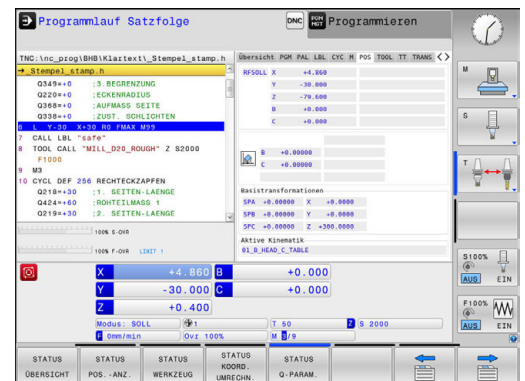 Programmlauf Satzfolge
DNC
PGM MGT
Programmieren
TNC:\nc_prog\BHB\Klartext\_Stempel_stamp.h
→_Stempel_stamp.h
Q349=+0 ;3.BEGRENZUNG
Q220=+0 ;ECKENRADIUS
Q368=+0 ;AUFMASS SEITE
Q338=+0 ;ZUST. SCHLICHTEN
6 L Y-30 X+30 R0 FMAX M99
7 CALL LBL "safe"
8 TOOL CALL "MILL_D20_ROUGH" Z S2000
F1000
9 M3
10 CYCL DEF 256 RECHTECKZAPFEN
Q218=+30 ;1. SEITEN-LAENGE
Q424=+60 ;ROHTEILMASS 1
Q219=+30 ;2. SEITEN-LAENGE
100% S-OVR
100% F-OVR LIMIT 1
Übersicht PGM PAL LBL CYC M POS TOOL TT TRANS
RFSOLL X +4.860
Y -30.000
Z -79.600
B +0.000
C +0.000
B +0.00000
C +0.00000
Basistransformationen
SPA +0.00000 X +0.0000
SPB +0.00000 Y +0.0000
SPC +0.00000 Z +300.0000
Aktive Kinematik
01_B_HEAD_C_TABLE
X +4.860 B +0.000
Y -30.000 C +0.000
Z +0.400
Modus: SOLL 1 T 50 Z S 2000
F 0mm/min Ovr 100% M 3/9
STATUS ÜBERSICHT
STATUS POS.-ANZ.
STATUS WERKZEUG
STATUS KOORD. UMRECHN.
STATUS Q-PARAM.
M
S
T
S100%
AUS EIN
F100%
AUS EIN